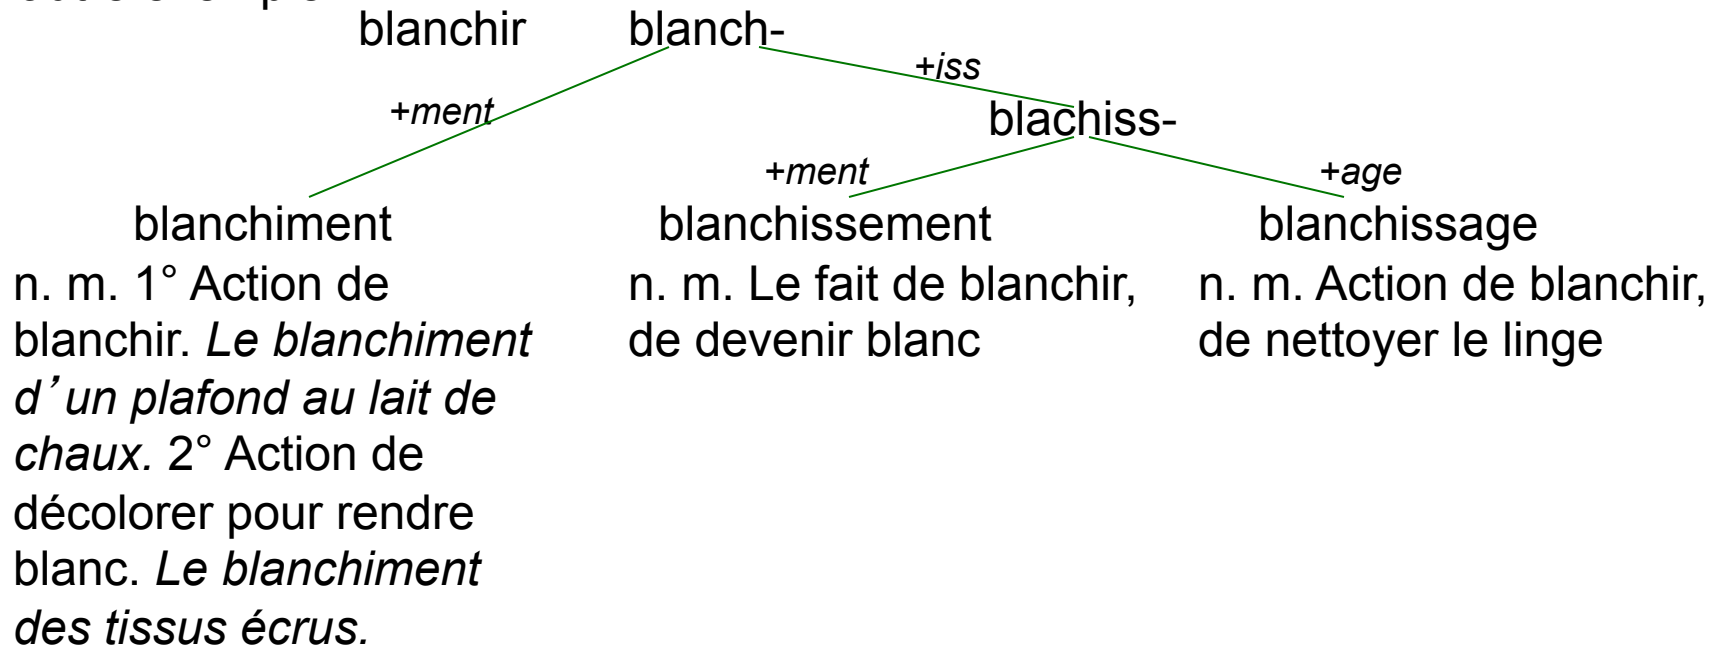 blanchir blanch-
+iss
+ment
blachiss-
+ment +age
blanchiment blanchissement blanchissage
n. m. 1° Action de
blanchir. Le blanchiment
d’un plafond au lait de
chaux. 2° Action de
décolorer pour rendre
blanc. Le blanchiment
des tissus écrus.
n. m. Le fait de blanchir,
de devenir blanc
n. m. Action de blanchir,
de nettoyer le linge